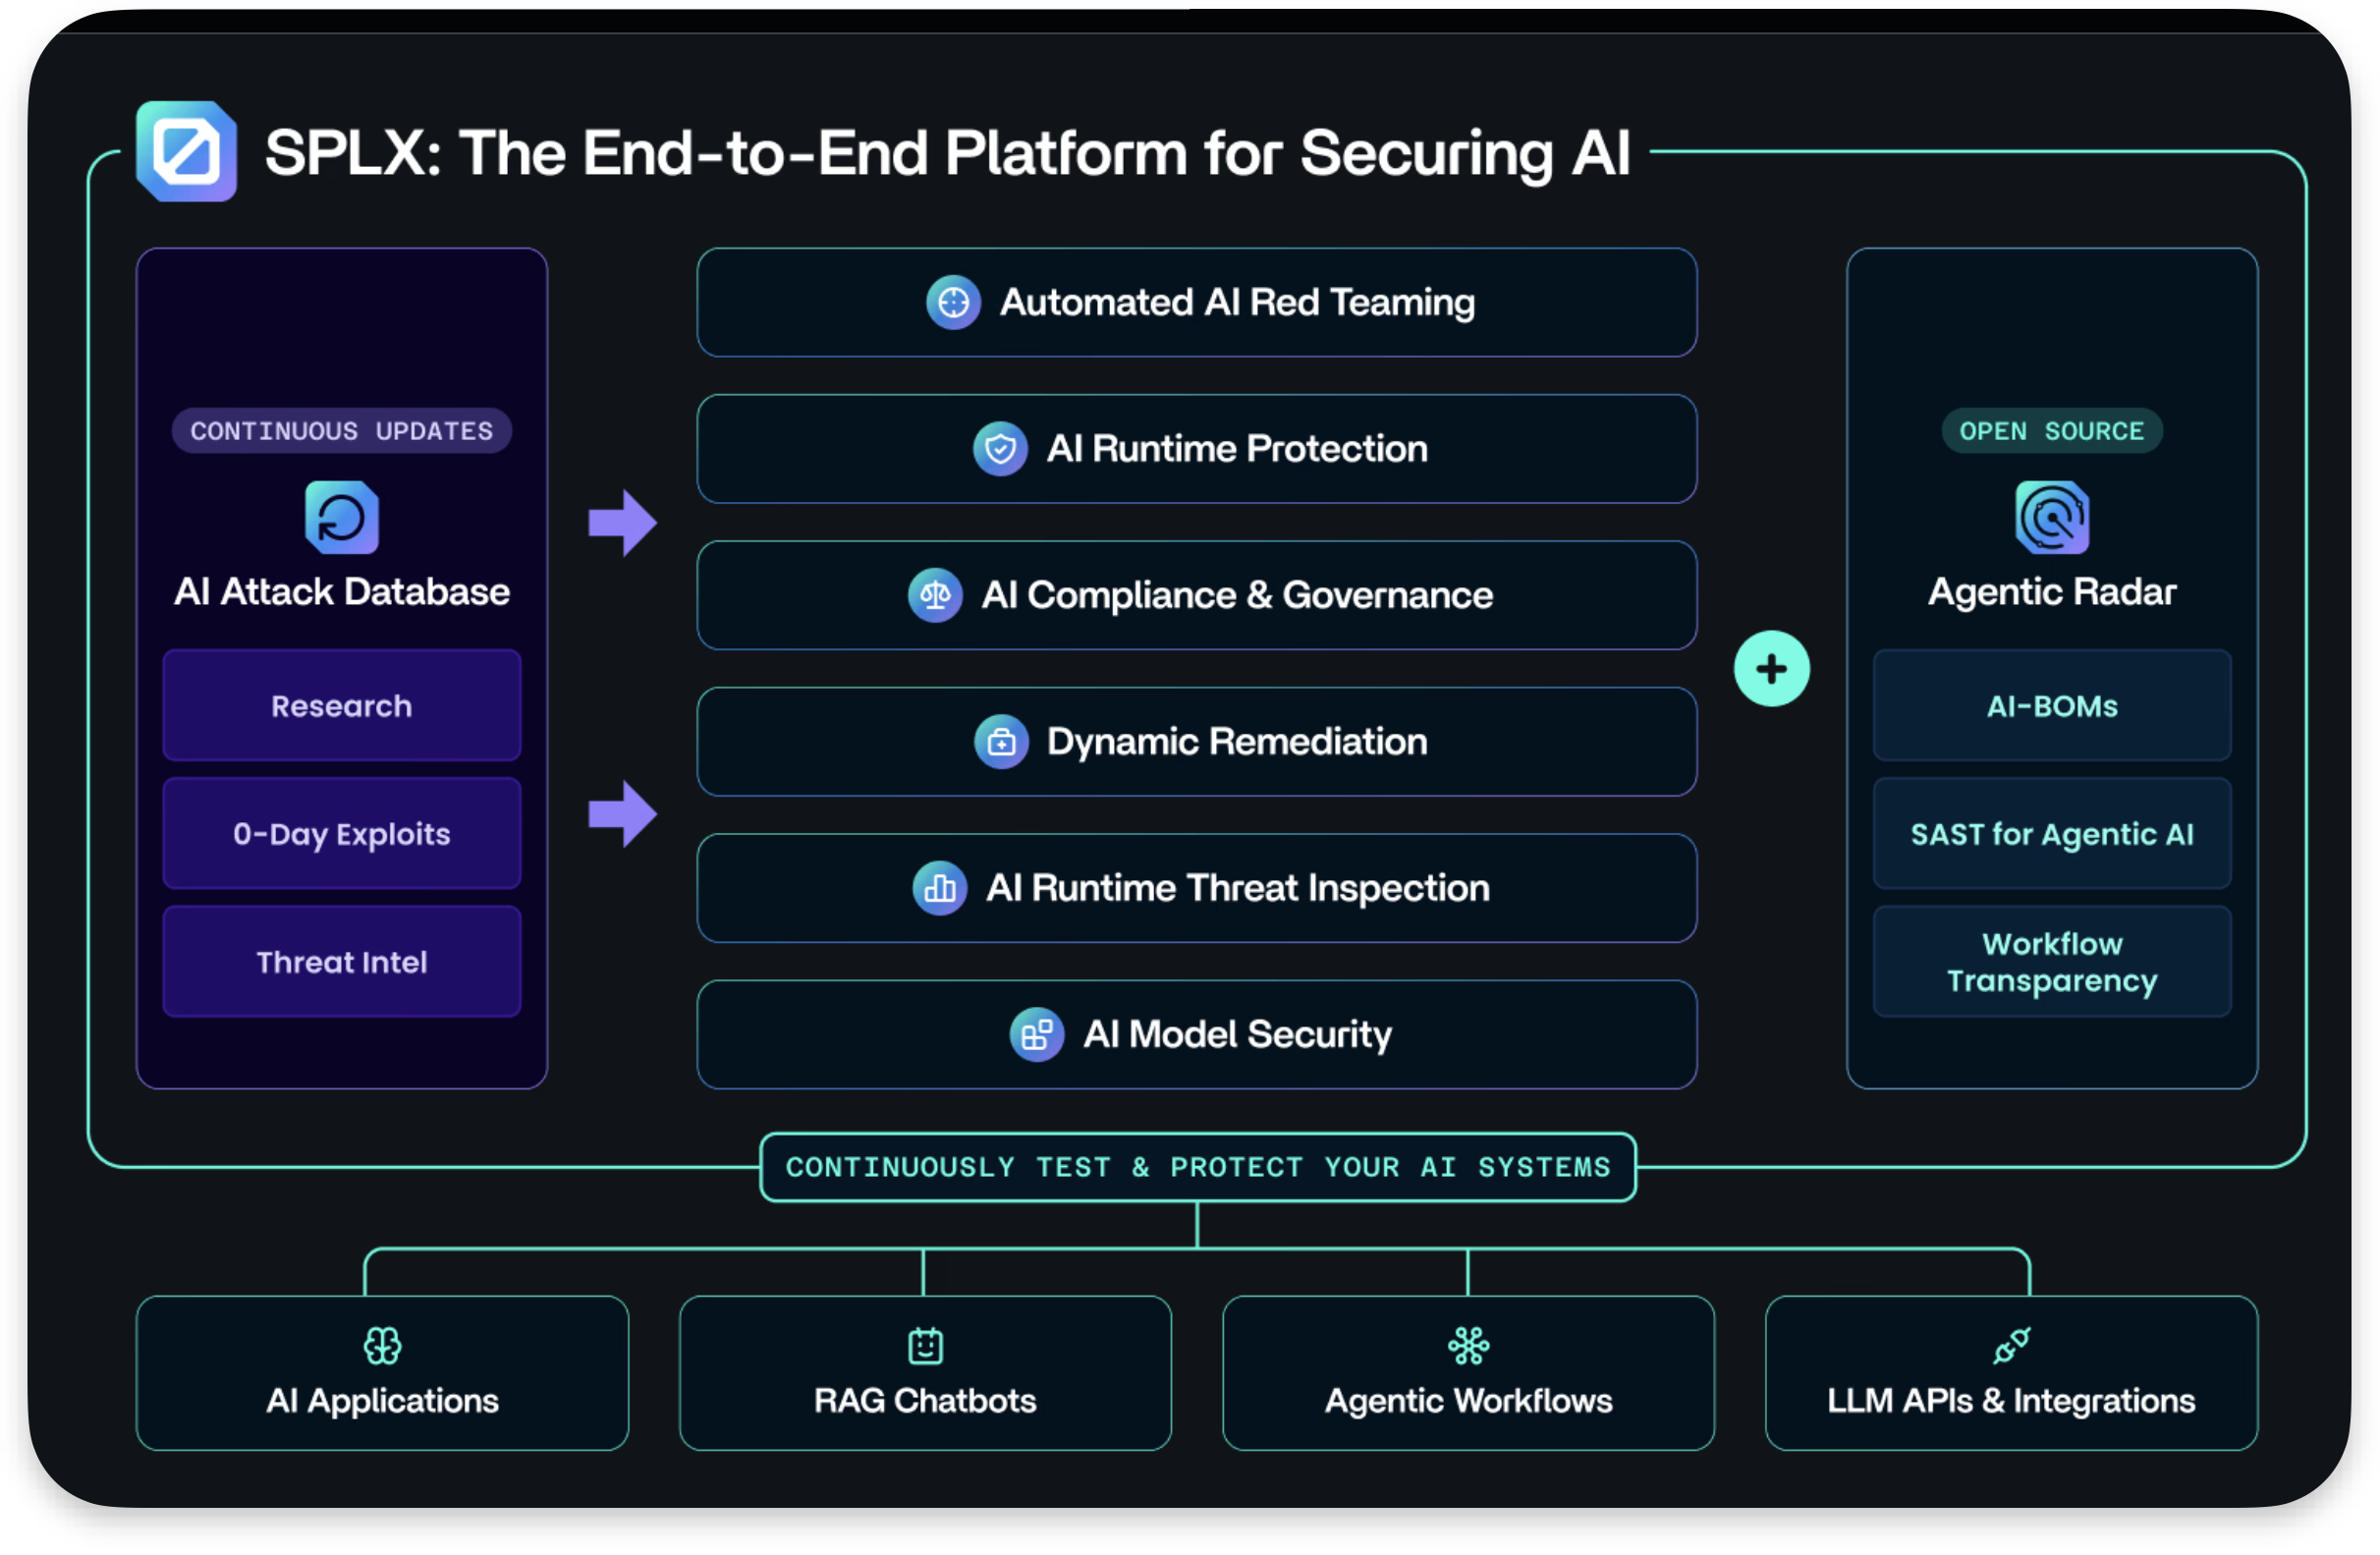 SPLX: The End-to-End Platform for Securing AI
CONTINUOUS UPDATES
AI Attack Database
Research
0-Day Exploits
Threat Intel
Automated AI Red Teaming
AI Runtime Protection
AI Compliance & Governance
Dynamic Remediation
AI Runtime Threat Inspection
AI Model Security
OPEN SOURCE
Agentic Radar
AI-BOMs
SAST for Agentic AI
Workflow
Transparency
CONTINUOUSLY TEST & PROTECT YOUR AI SYSTEMS
AI Applications
RAG Chatbots
Agentic Workflows
LLM APIs & Integrations